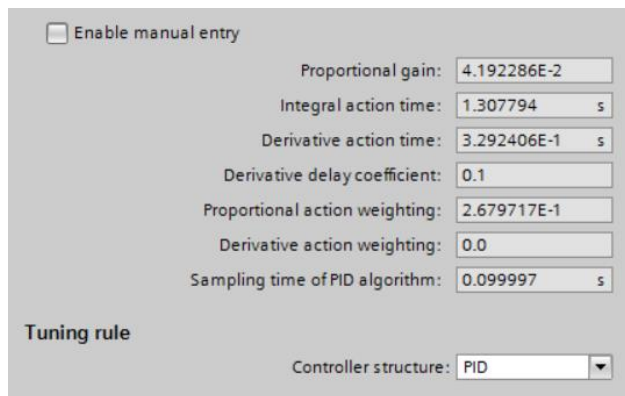 Enable manual entry
Proportional gain: 4.192286E-2
Integral action time: 1.307794 s
Derivative action time: 3.292406E-1 s
Derivative delay coefficient: 0.1
Proportional action weighting: 2.679717E-1
Derivative action weighting: 0.0
Sampling time of PID algorithm: 0.099997 s
Tuning rule
Controller structure: PID